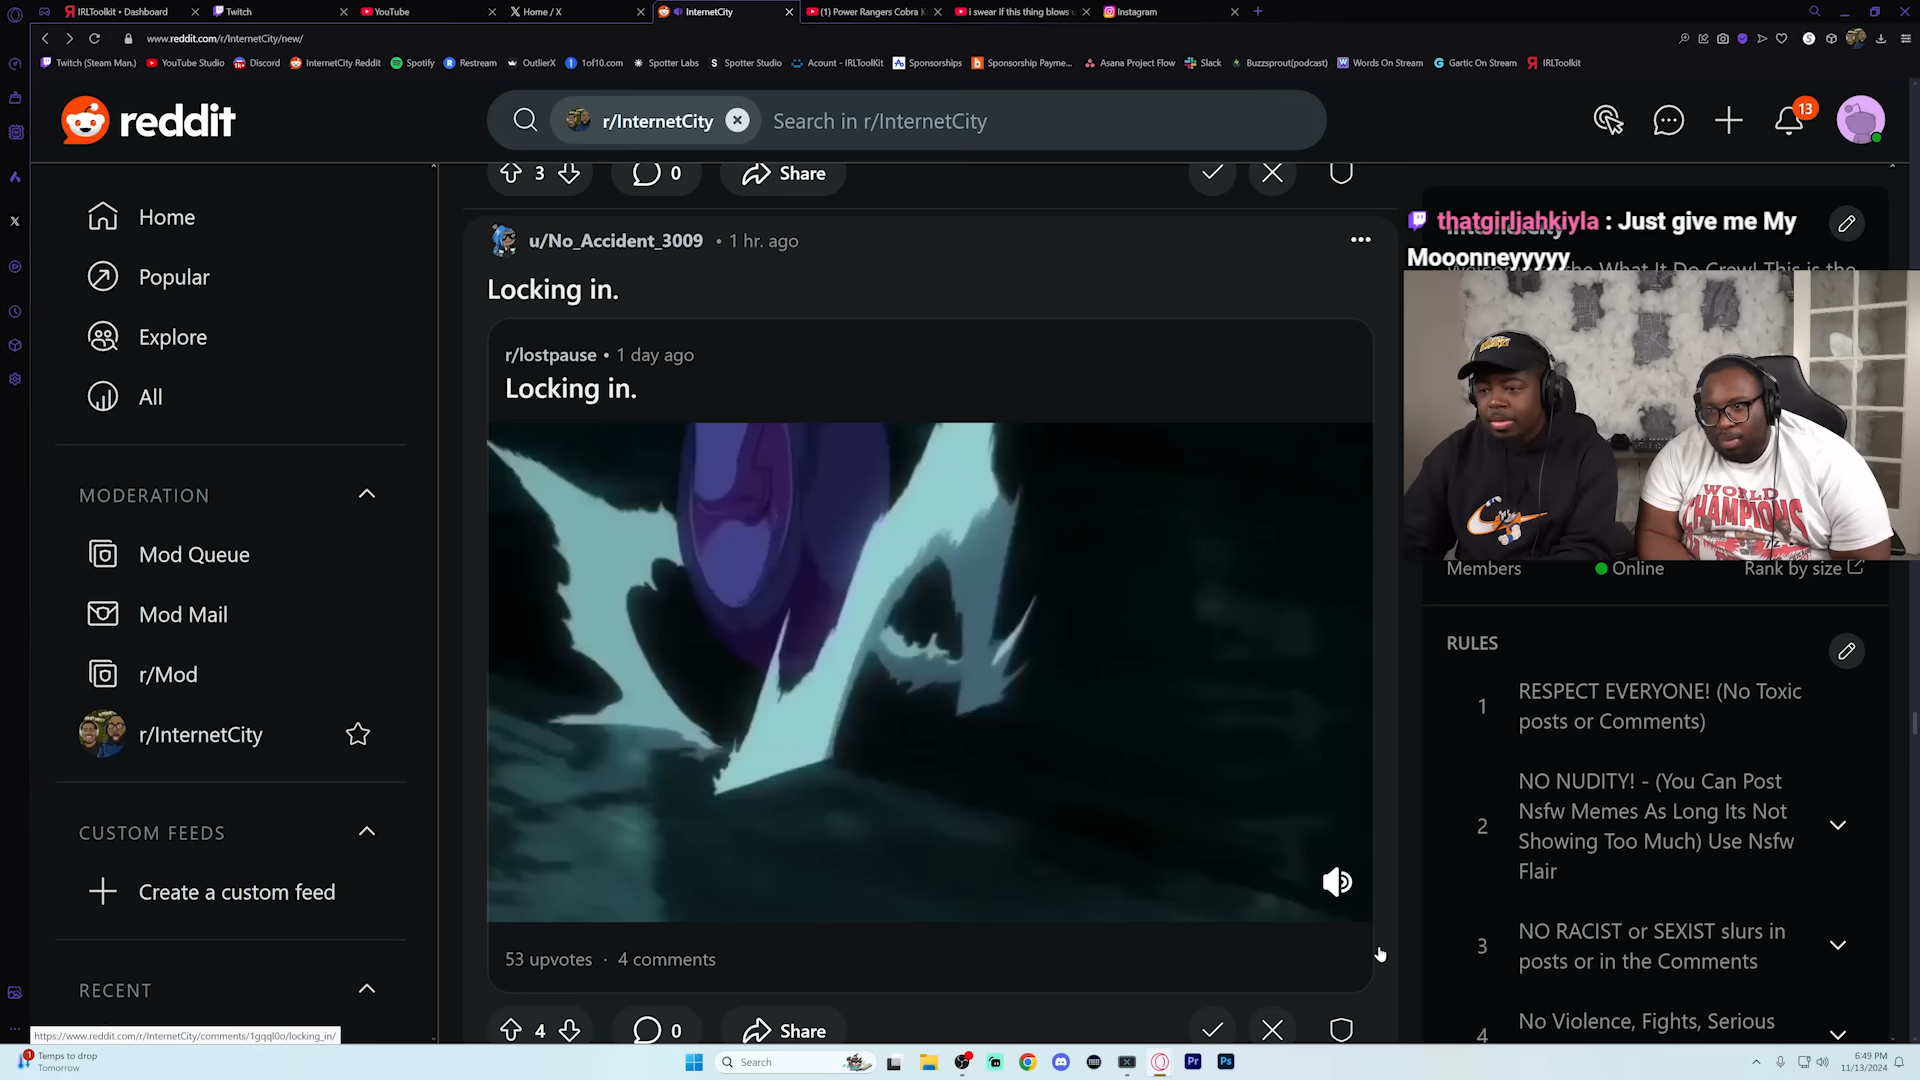 IRLToolkit • Dashboard
Twitch
YouTube
Home / X
InternetCity
(1) Power Rangers Cobra K
i swear if this thing blows u
Instagram
www.reddit.com/r/InternetCity/new/
Twitch (Steam Man.)
YouTube Studio
Discord
InternetCity Reddit
Spotify
Restream
OutlierX
1of10.com
Spotter Labs
Spotter Studio
Acount - IRLToolKit
Sponsorships
Sponsorship Payme...
Asana Project Flow
Slack
Buzzsprout(podcast)
Words On Stream
Gartic On Stream
IRLToolkit
reddit
r/InternetCity
Search in r/InternetCity
13
Home
Popular
Explore
All
MODERATION
Mod Queue
Mod Mail
r/Mod
r/InternetCity
CUSTOM FEEDS
Create a custom feed
RECENT
3
0
Share
u/No_Accident_3009 • 1 hr. ago
Locking in.
r/lostpause • 1 day ago
Locking in.
53 upvotes · 4 comments
4
0
Share
thatgirljahkiyla : Just give me My
Mooonneyyyyy
WORLD
CHAMPIONS
Members
Online
Rank by size
RULES
1
RESPECT EVERYONE! (No Toxic
posts or Comments)
2
NO NUDITY! - (You Can Post
Nsfw Memes As Long Its Not
Showing Too Much) Use Nsfw
Flair
3
NO RACIST or SEXIST slurs in
posts or in the Comments
4
No Violence, Fights, Serious
https://www.reddit.com/r/InternetCity/comments/1gqql0o/locking_in/
1
Temps to drop
Tomorrow
Search
Pr
Ps
6:49 PM
11/13/2024